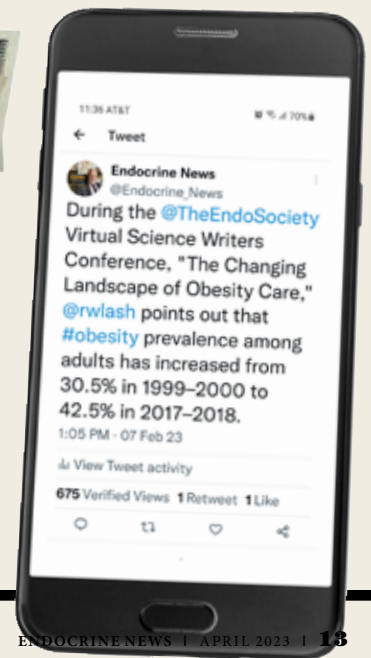 11:36 AT&T 70%
Tweet
Endocrine News
@Endocrine_News
During the @TheEndoSociety
Virtual Science Writers
Conference, "The Changing
Landscape of Obesity Care,"
@rwlash points out that
#obesity prevalence among
adults has increased from
30.5% in 1999–2000 to
42.5% in 2017–2018.
1:05 PM · 07 Feb 23
View Tweet activity
675 Verified Views 1 Retweet 1 Like
ENDOCRINE NEWS | APRIL 2023 | 13